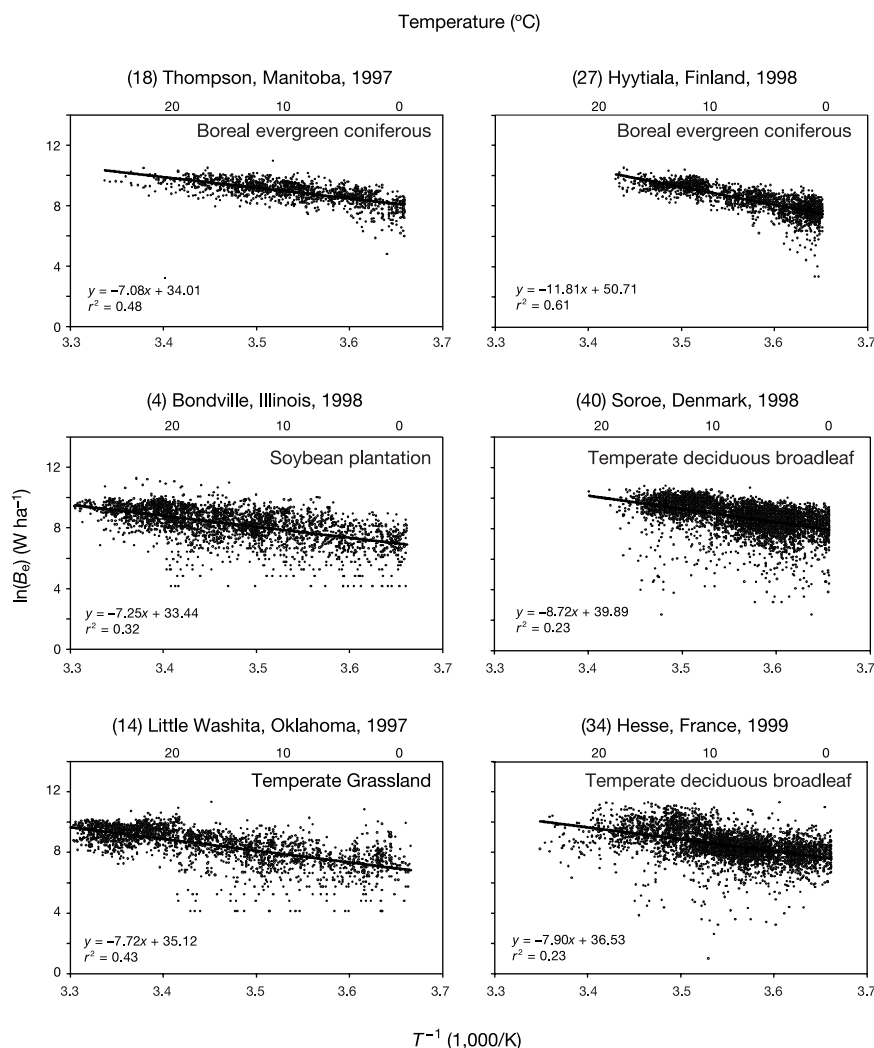 Temperature (ºC)
(18) Thompson, Manitoba, 1997
20 10 0
Boreal evergreen coniferous
12
8
4
0
y = –7.08x + 34.01
r² = 0.48
3.3 3.4 3.5 3.6 3.7
(27) Hyytiala, Finland, 1998
20 10 0
Boreal evergreen coniferous
y = –11.81x + 50.71
r² = 0.61
3.3 3.4 3.5 3.6 3.7
(4) Bondville, Illinois, 1998
20 10 0
Soybean plantation
12
8
4
0
y = –7.25x + 33.44
r² = 0.32
3.3 3.4 3.5 3.6 3.7
(40) Soroe, Denmark, 1998
20 10 0
Temperate deciduous broadleaf
y = –8.72x + 39.89
r² = 0.23
3.3 3.4 3.5 3.6 3.7
ln(Bₑ) (W ha⁻¹)
(14) Little Washita, Oklahoma, 1997
20 10 0
Temperate Grassland
12
8
4
0
y = –7.72x + 35.12
r² = 0.43
3.3 3.4 3.5 3.6 3.7
(34) Hesse, France, 1999
20 10 0
Temperate deciduous broadleaf
y = –7.90x + 36.53
r² = 0.23
3.3 3.4 3.5 3.6 3.7
T⁻¹ (1,000/K)